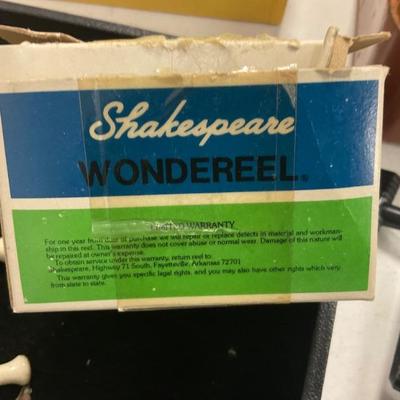 Shakespeare
WONDEREEL®
LIMITED WARRANTY
For one year from date of purchase we will repair or replace defects in material and workman-
ship in this reel. This warranty does not cover abuse or normal wear. Damage of this nature will
be repaired at owner's expense.
To obtain service under this warranty, return reel to:
Shakespeare, Highway 71 South, Fayetteville, Arkansas 72701
This warranty gives you specific legal rights, and you may also have other rights which vary
from state to state.